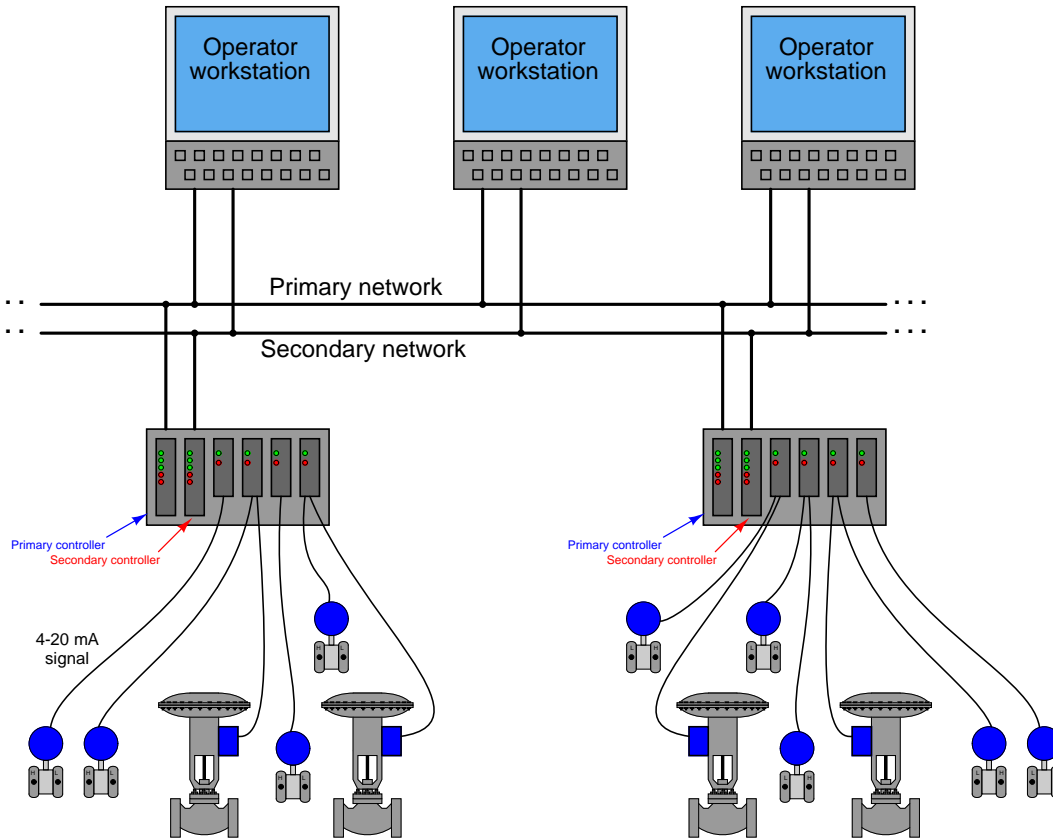 Operator
workstation
Operator
workstation
Operator
workstation
Primary network
. .
. . .
. .
. . .
Secondary network
Primary controller
Secondary controller
Primary controller
Secondary controller
4-20 mA
signal
H L
H L
H L
L H
H L
H L
L H
H L
L H